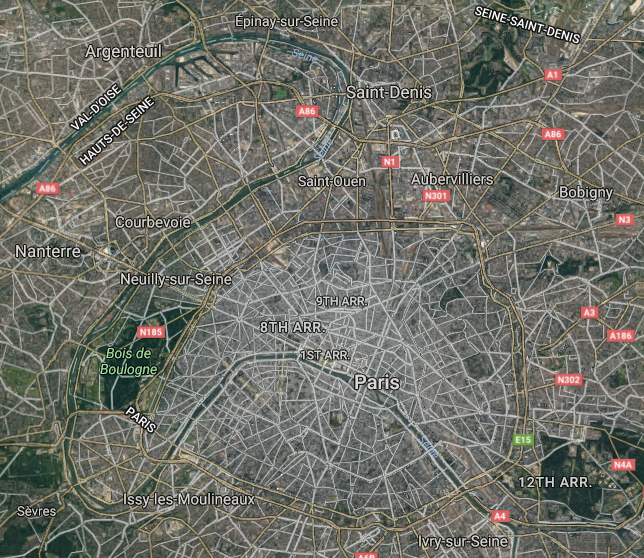 Épinay-sur-Seine
SEINE-SAINT-DENIS
Argenteuil
Seine
A1
VAL-D'OISE
Saint-Denis
HAUTS-DE-SEINE
A86
A86
Seine
N1
Saint-Ouen
Aubervilliers
A86
N301
Bobigny
Courbevoie
N3
Nanterre
Neuilly-sur-Seine
9TH ARR.
A3
8TH ARR.
N185
A186
Bois de
Boulogne
1ST ARR.
Paris
N302
PARIS
E15
Seine
N4A
12TH ARR.
Issy-les-Moulineaux
Sèvres
A4
Ivry-sur-Seine